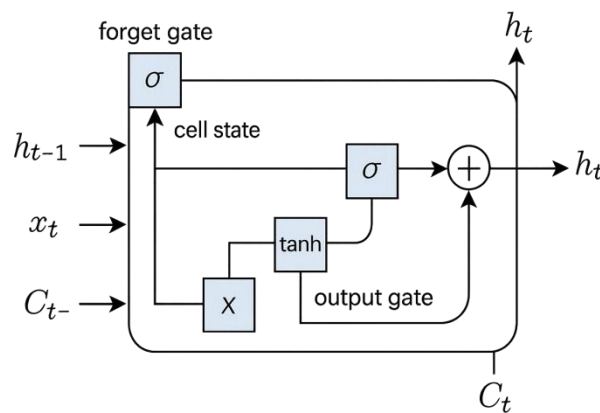 h_t
forget gate
σ
cell state
h_{t-1}
σ
+
h_t
x_t
tanh
C_{t-}
X
output gate
C_t